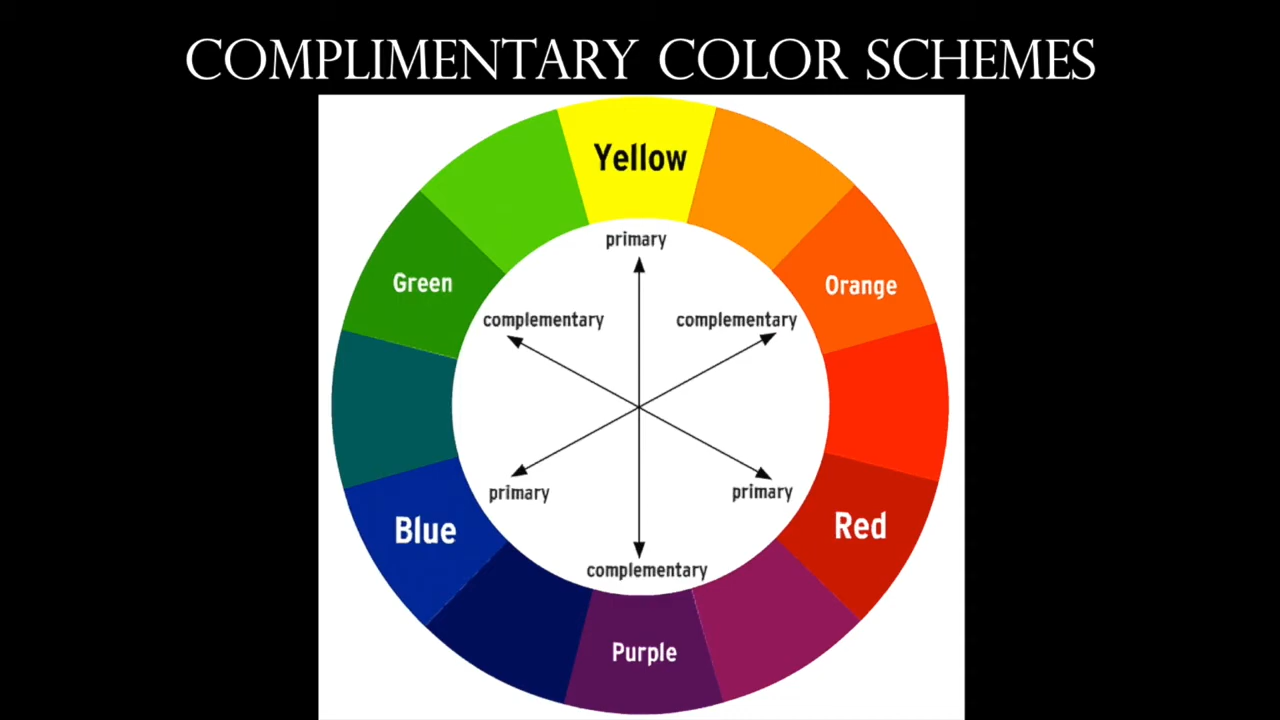 COMPLIMENTARY COLOR SCHEMES
Yellow
primary
Green
Orange
complementary
complementary
primary
primary
Blue
Red
complementary
Purple